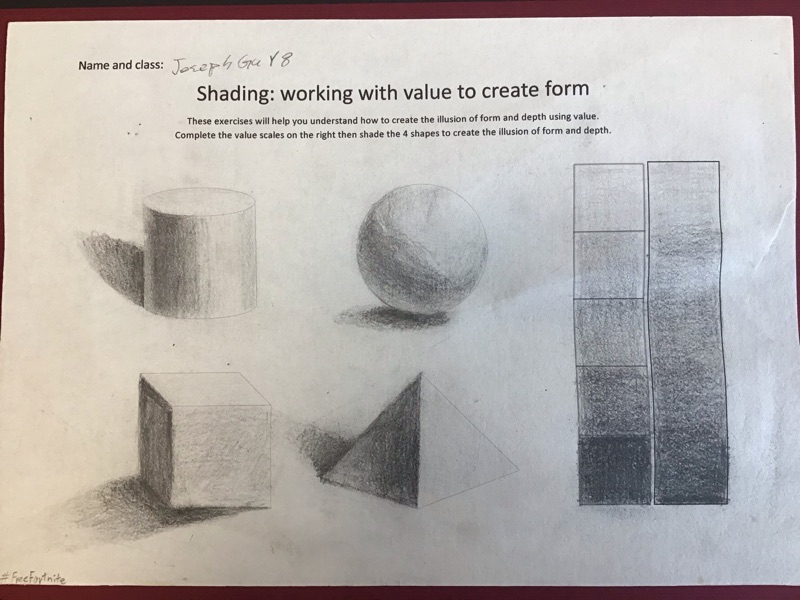 Name and class: Joseph Gu Y8
Shading: working with value to create form
These exercises will help you understand how to create the illusion of form and depth using value.
Complete the value scales on the right then shade the 4 shapes to create the illusion of form and depth.
#FreeFortnite